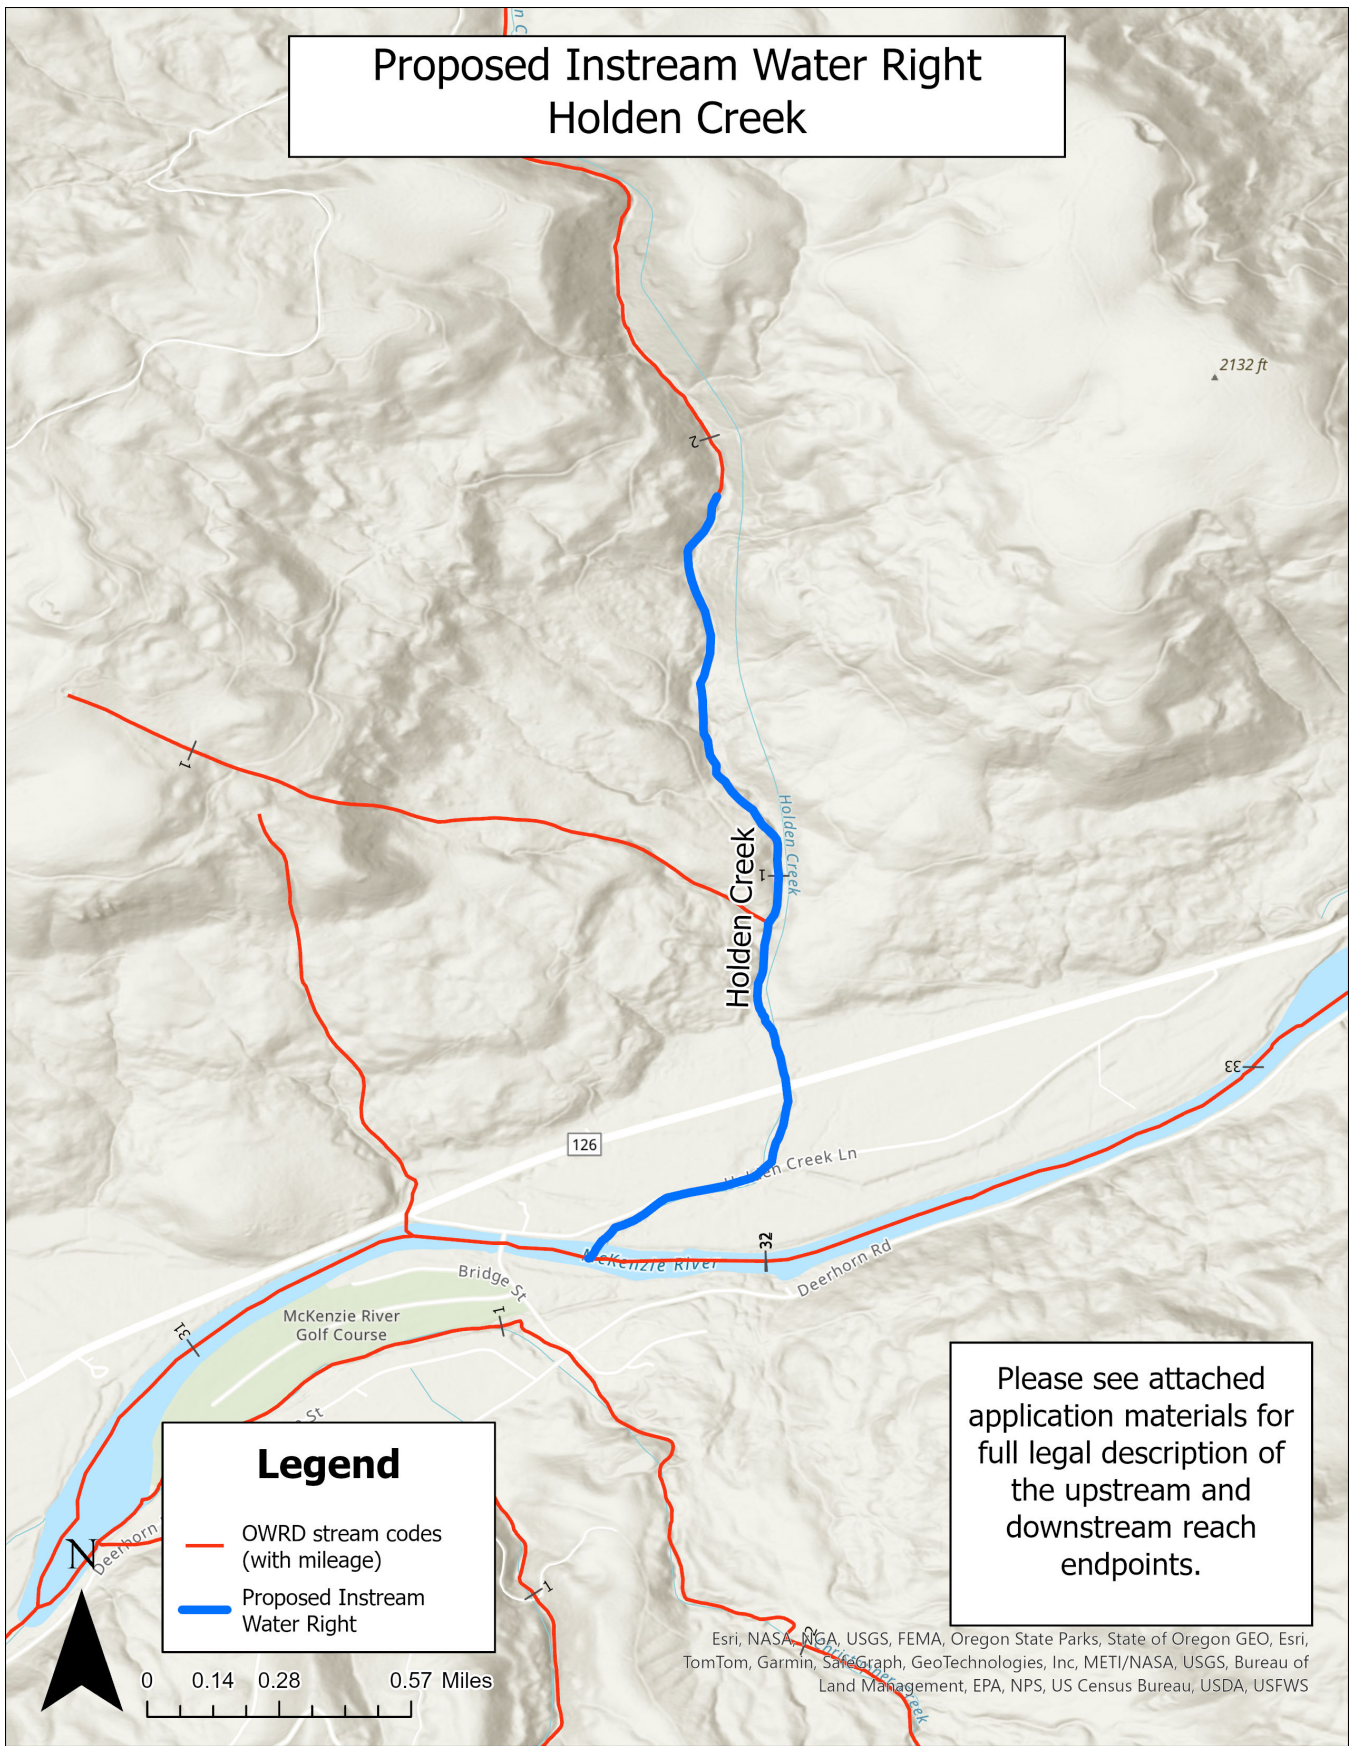 n C
Proposed Instream Water Right
Holden Creek
2132 ft
2
1
Holden Creek
Holden Creek
1
33
126
Creek Ln
32
McKenzie River
Deerhorn Rd
Bridge St
McKenzie River
Golf Course
1
31
St
Please see attached
application materials for
full legal description of
the upstream and
downstream reach
endpoints.
Legend
OWRD stream codes
(with mileage)
Proposed Instream
Water Right
N
Deerhorn
1
2
Esri, NASA, NGA, USGS, FEMA, Oregon State Parks, State of Oregon GEO, Esri,
TomTom, Garmin, SafeGraph, GeoTechnologies, Inc, METI/NASA, USGS, Bureau of
Land Management, EPA, NPS, US Census Bureau, USDA, USFWS
0 0.14 0.28 0.57 Miles